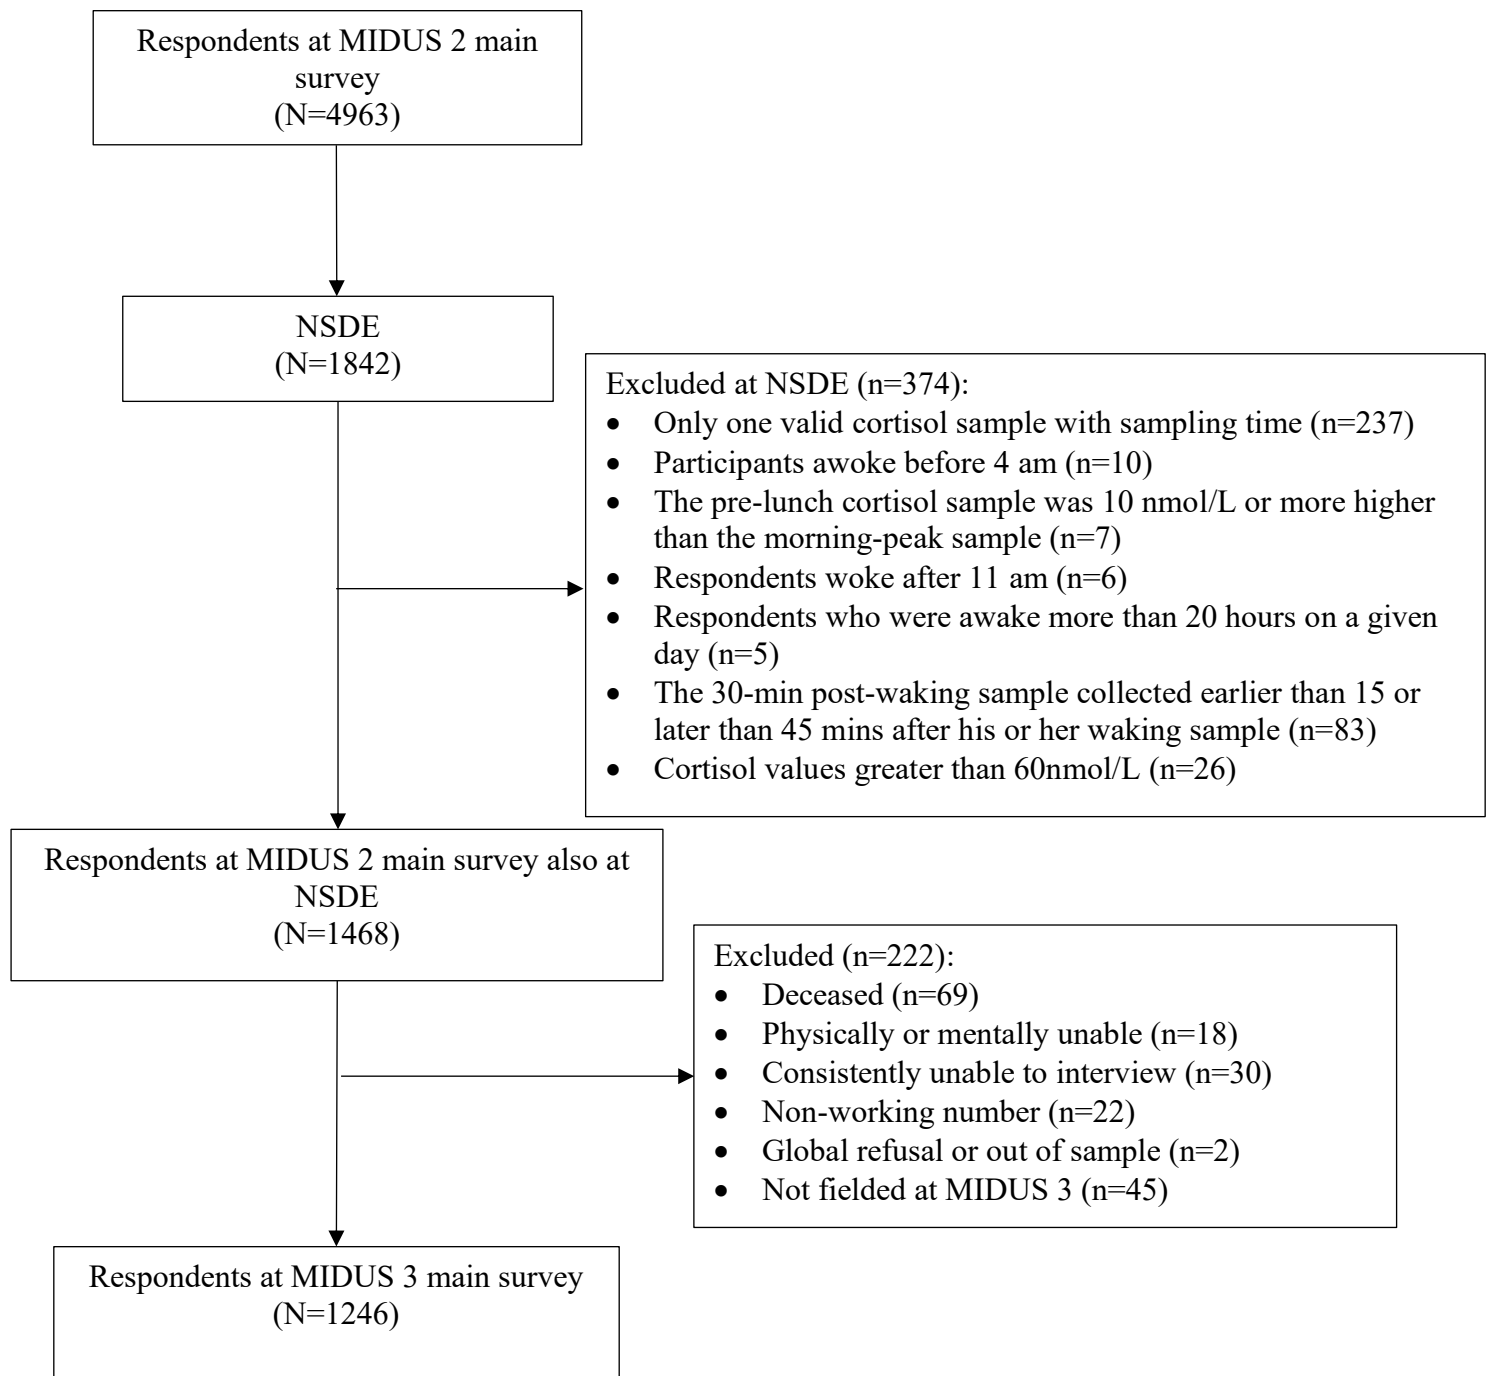 Respondents at MIDUS 2 main
survey
(N=4963)
NSDE
(N=1842)
Excluded at NSDE (n=374):
• Only one valid cortisol sample with sampling time (n=237)
• Participants awoke before 4 am (n=10)
• The pre-lunch cortisol sample was 10 nmol/L or more higher
than the morning-peak sample (n=7)
• Respondents woke after 11 am (n=6)
• Respondents who were awake more than 20 hours on a given
day (n=5)
• The 30-min post-waking sample collected earlier than 15 or
later than 45 mins after his or her waking sample (n=83)
• Cortisol values greater than 60nmol/L (n=26)
Respondents at MIDUS 2 main survey also at
NSDE
(N=1468)
Excluded (n=222):
• Deceased (n=69)
• Physically or mentally unable (n=18)
• Consistently unable to interview (n=30)
• Non-working number (n=22)
• Global refusal or out of sample (n=2)
• Not fielded at MIDUS 3 (n=45)
Respondents at MIDUS 3 main survey
(N=1246)